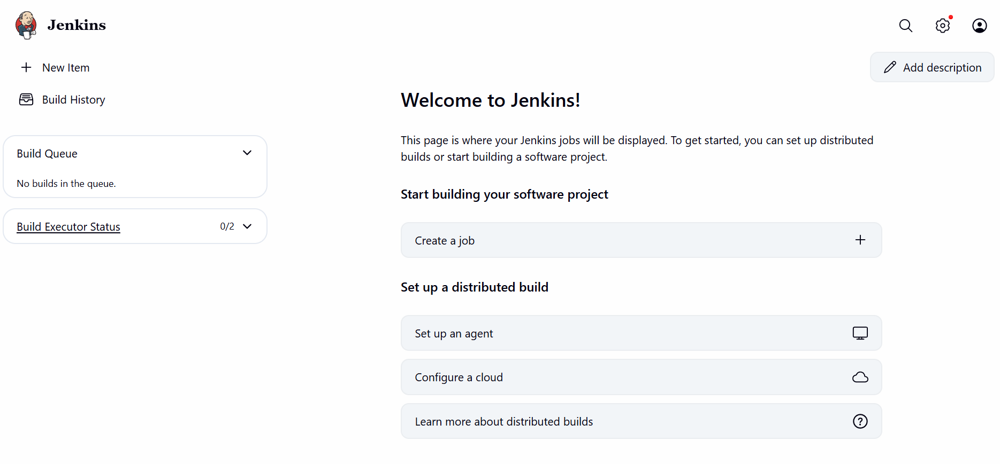 Jenkins
New Item
Build History
Build Queue
No builds in the queue.
Build Executor Status 0/2
Add description
Welcome to Jenkins!
This page is where your Jenkins jobs will be displayed. To get started, you can set up distributed
builds or start building a software project.
Start building your software project
Create a job
Set up a distributed build
Set up an agent
Configure a cloud
Learn more about distributed builds